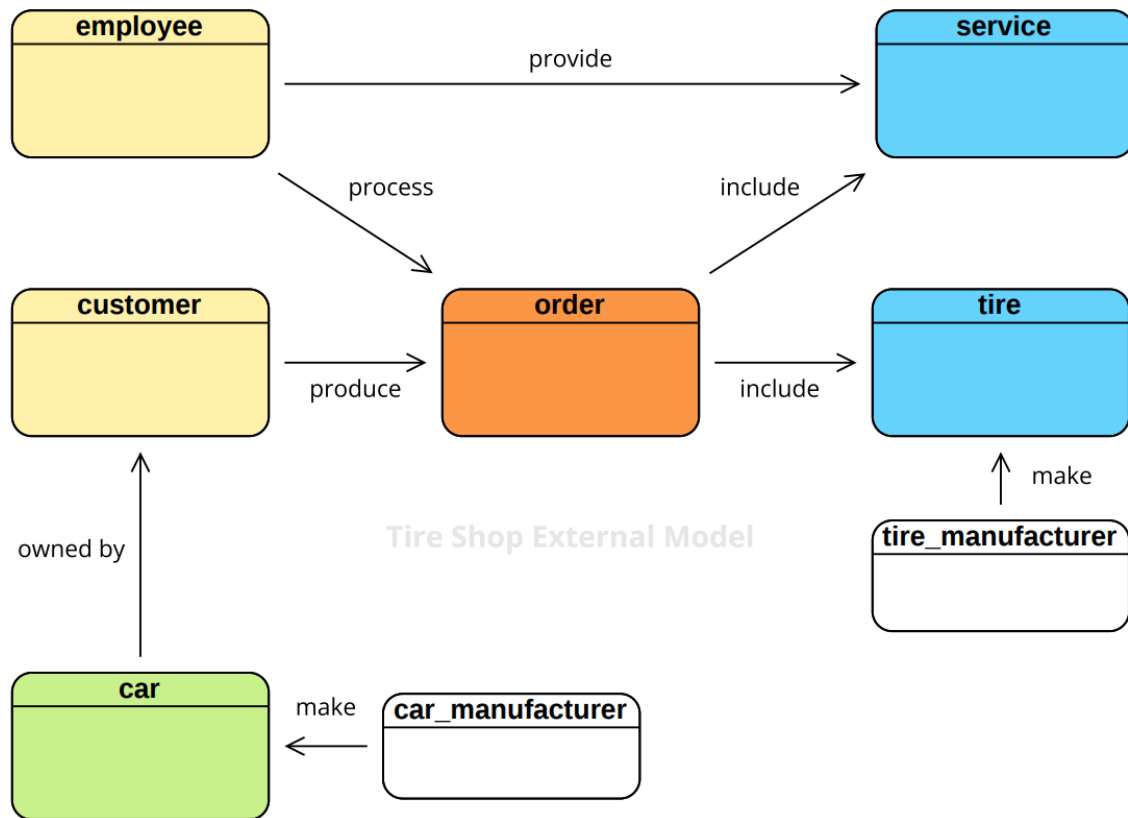 employee
service
provide
process
include
customer
order
tire
produce
include
make
owned by
Tire Shop External Model
tire_manufacturer
car
make
car_manufacturer